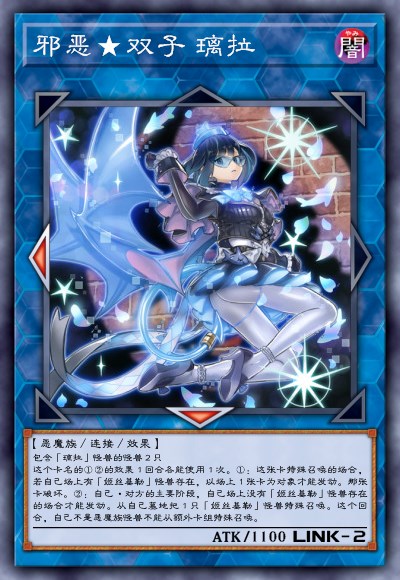 邪恶★双子 璃拉
やみ
闇
【恶魔族／连接／效果】
包含「璃拉」怪兽的怪兽２只
这个卡名的①②的效果１回合各能使用１次。①：这张卡特殊召唤的场合，
若自己场上有「姬丝基勒」怪兽存在，以场上１张卡为对象才能发动。那张
卡破坏。②：自己·对方的主要阶段，自己场上没有「姬丝基勒」怪兽存在
的场合才能发动。从自己墓地把１只「姬丝基勒」怪兽特殊召唤。这个回
合，自己不是恶魔族怪兽不能从额外卡组特殊召唤。
ATK/1100 LINK-2